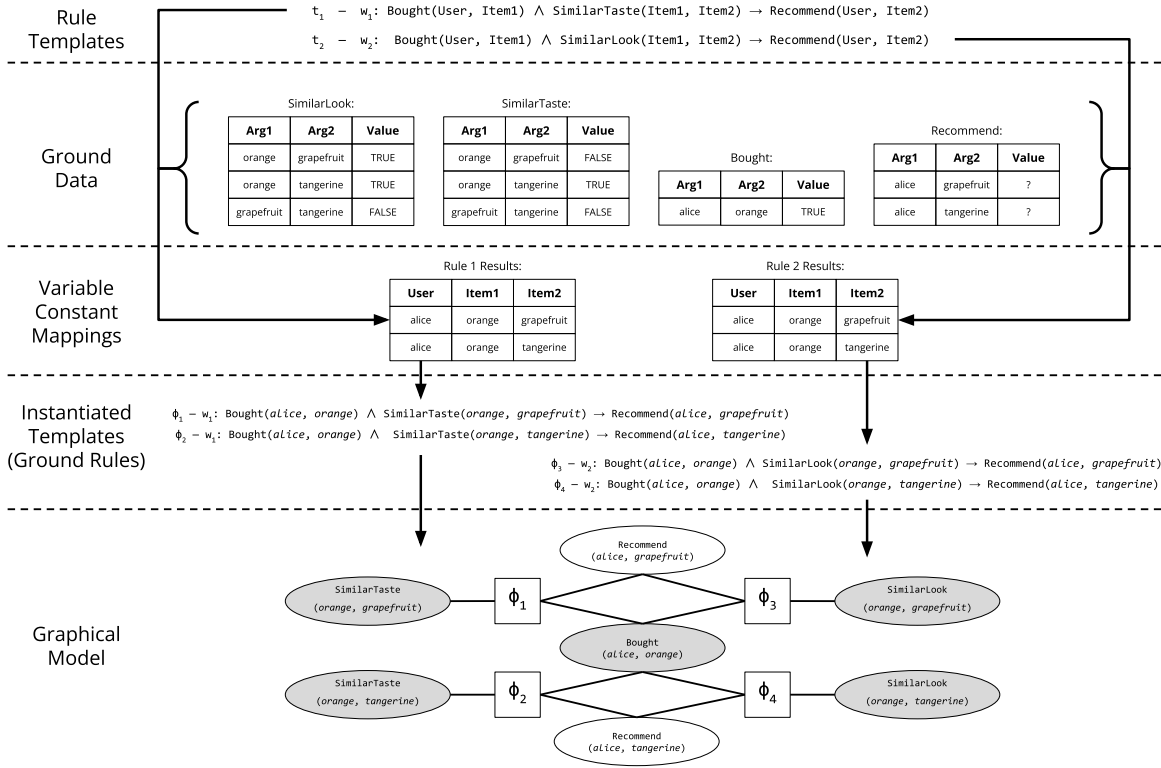 Rule
Templates
t1 – w1: Bought(User, Item1) ∧ SimilarTaste(Item1, Item2) → Recommend(User, Item2)
t2 – w2: Bought(User, Item1) ∧ SimilarLook(Item1, Item2) → Recommend(User, Item2)
Ground
Data
SimilarLook:
Arg1 Arg2 Value
orange grapefruit TRUE
orange tangerine TRUE
grapefruit tangerine FALSE
SimilarTaste:
Arg1 Arg2 Value
orange grapefruit FALSE
orange tangerine TRUE
grapefruit tangerine FALSE
Bought:
Arg1 Arg2 Value
alice orange TRUE
Recommend:
Arg1 Arg2 Value
alice grapefruit ?
alice tangerine ?
Variable
Constant
Mappings
Rule 1 Results:
User Item1 Item2
alice orange grapefruit
alice orange tangerine
Rule 2 Results:
User Item1 Item2
alice orange grapefruit
alice orange tangerine
Instantiated
Templates
(Ground Rules)
ϕ1 – w1: Bought(alice, orange) ∧ SimilarTaste(orange, grapefruit) → Recommend(alice, grapefruit)
ϕ2 – w1: Bought(alice, orange) ∧ SimilarTaste(orange, tangerine) → Recommend(alice, tangerine)
ϕ3 – w2: Bought(alice, orange) ∧ SimilarLook(orange, grapefruit) → Recommend(alice, grapefruit)
ϕ4 – w2: Bought(alice, orange) ∧ SimilarLook(orange, tangerine) → Recommend(alice, tangerine)
Graphical
Model
Recommend
(alice, grapefruit)
SimilarTaste
(orange, grapefruit)
ϕ1
ϕ3
SimilarLook
(orange, grapefruit)
Bought
(alice, orange)
SimilarTaste
(orange, tangerine)
ϕ2
ϕ4
SimilarLook
(orange, tangerine)
Recommend
(alice, tangerine)